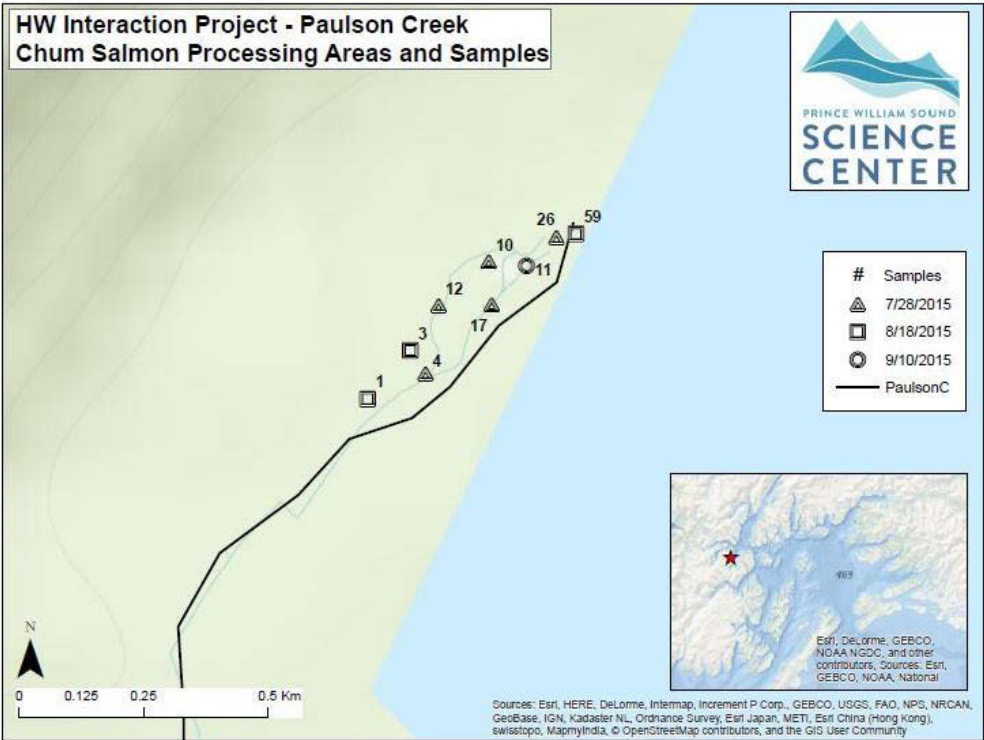 HW Interaction Project - Paulson Creek
Chum Salmon Processing Areas and Samples
PRINCE WILLIAM SOUND
SCIENCE
CENTER
26
59
10
11
12
17
3
4
1
# Samples
7/28/2015
8/18/2015
9/10/2015
PaulsonC
469
Esri, DeLorme, GEBCO,
NOAA NGDC, and other
contributors, Sources: Esri,
GEBCO, NOAA, National
N
0 0.125 0.25 0.5 Km
Sources: Esri, HERE, DeLorme, Intermap, increment P Corp., GEBCO, USGS, FAO, NPS, NRCAN,
GeoBase, IGN, Kadaster NL, Ordnance Survey, Esri Japan, METI, Esri China (Hong Kong),
swisstopo, MapmyIndia, © OpenStreetMap contributors, and the GIS User Community